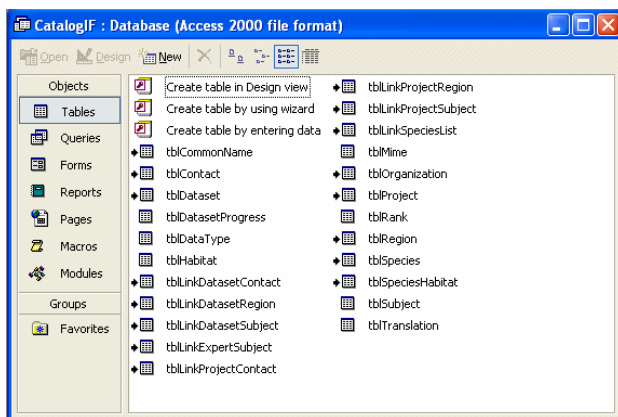 CatalogIF : Database (Access 2000 file format)
Open Design New
Objects
Tables
Queries
Forms
Reports
Pages
Macros
Modules
Groups
Favorites
Create table in Design view
Create table by using wizard
Create table by entering data
tblCommonName
tblContact
tblDataset
tblDatasetProgress
tblDataType
tblHabitat
tblLinkDatasetContact
tblLinkDatasetRegion
tblLinkDatasetSubject
tblLinkExpertSubject
tblLinkProjectContact
tblLinkProjectRegion
tblLinkProjectSubject
tblLinkSpeciesList
tblMime
tblOrganization
tblProject
tblRank
tblRegion
tblSpecies
tblSpeciesHabitat
tblSubject
tblTranslation